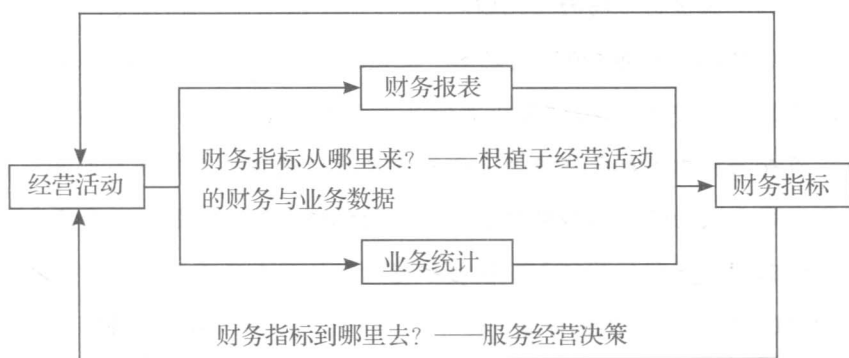 财务报表
财务指标从哪里来？——根植于经营活动
的财务与业务数据
经营活动
财务指标
业务统计
财务指标到哪里去？——服务经营决策